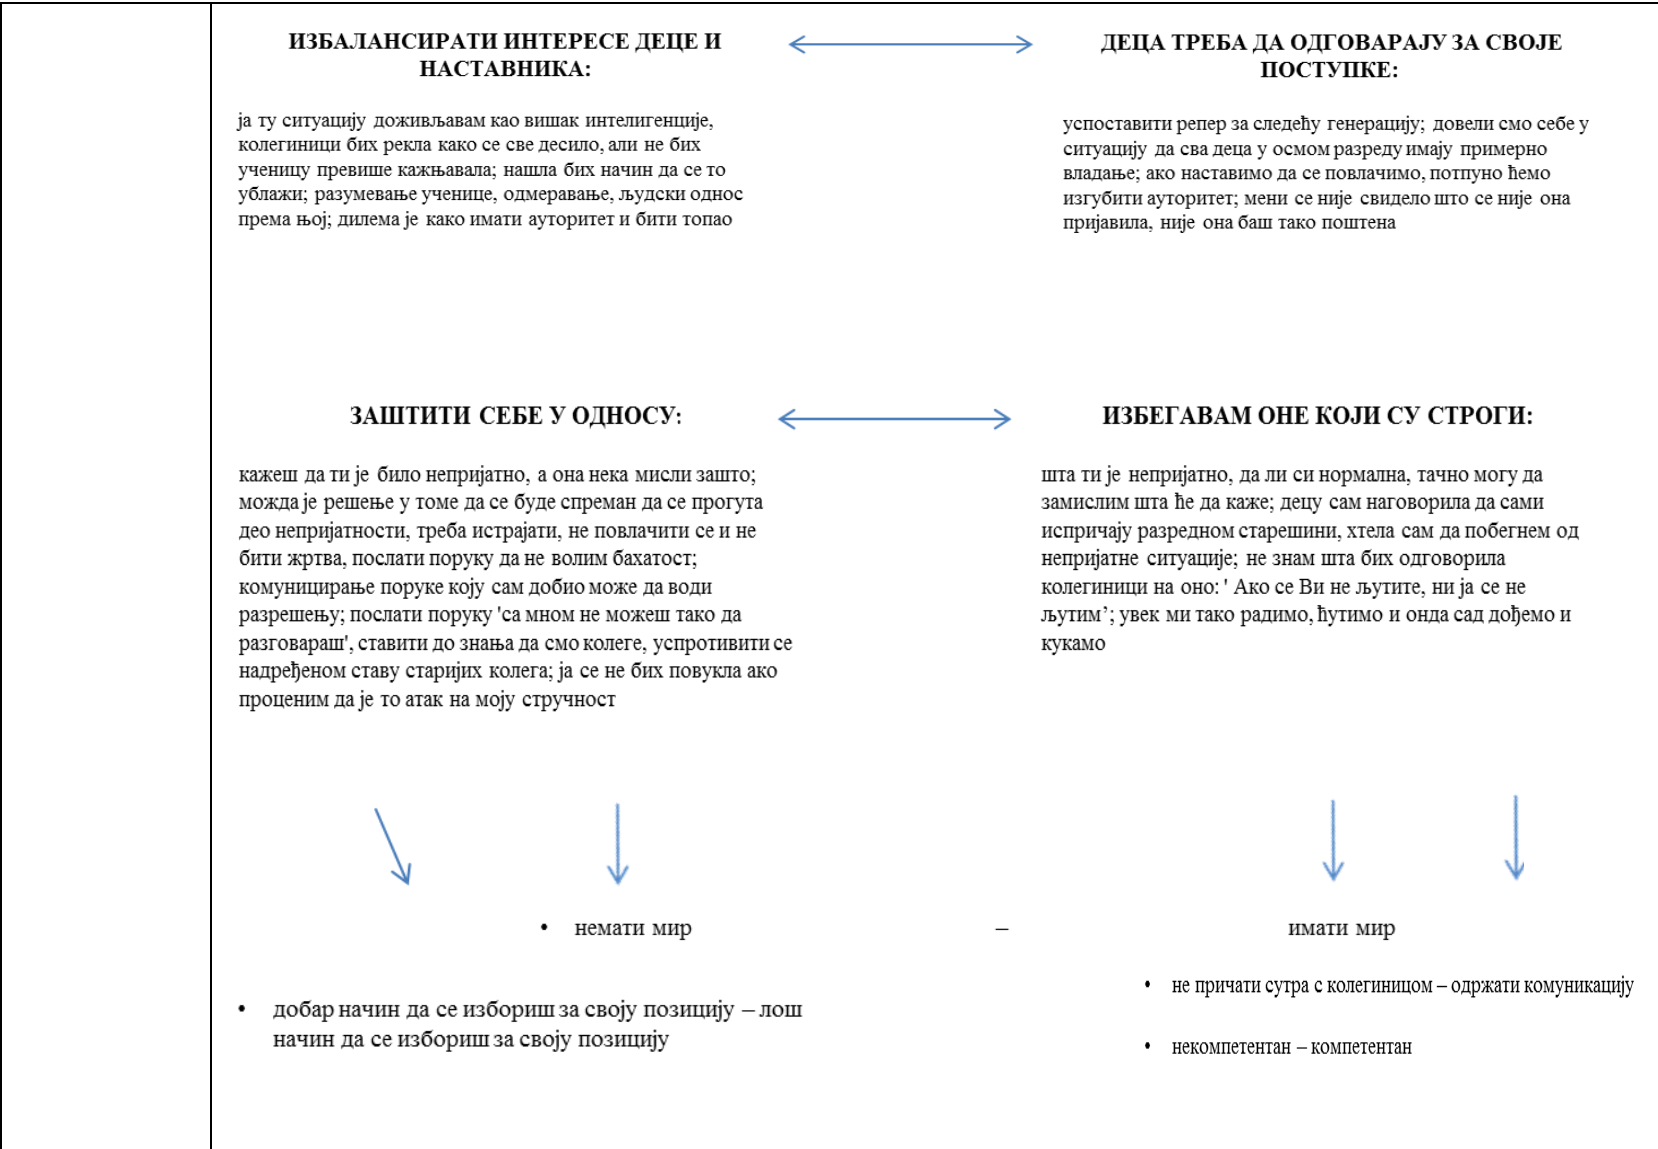 ИЗБАЛАНСИРАТИ ИНТЕРЕСЕ ДЕЦЕ И
НАСТАВНИКА:
ја ту ситуацију доживљавам као вишак интелигенције,
колегиници бих рекла како се све десило, али не бих
ученицу превише кажњавала; нашла бих начин да се то
ублажи; разумевање ученице, одмеравање, људски однос
према њој; дилема је како имати ауторитет и бити топао
ДЕЦА ТРЕБА ДА ОДГОВАРАЈУ ЗА СВОЈЕ
ПОСТУПКЕ:
успоставити репер за следећу генерацију; довели смо себе у
ситуацију да сва деца у осмом разреду имају примерно
владање; ако наставимо да се повлачимо, потпуно ћемо
изгубити ауторитет; мени се није свидело што се није она
пријавила, није она баш тако поштена
ЗАШТИТИ СЕБЕ У ОДНОСУ:
кажеш да ти је било непријатно, а она нека мисли зашто;
можда је решење у томе да се буде спреман да се прогута
део непријатности, треба истрајати, не повлачити се и не
бити жртва, послати поруку да не волим бахатост;
комуницирање поруке коју сам добио може да води
разрешењу; послати поруку 'са мном не можеш тако да
разговараш', ставити до знања да смо колеге, успротивити се
надређеном ставу старијих колега; ја се не бих повукла ако
проценим да је то атак на моју стручност
ИЗБЕГАВАМ ОНЕ КОЈИ СУ СТРОГИ:
шта ти је непријатно, да ли си нормална, тачно могу да
замислим шта ће да каже; децу сам наговорила да сами
испричају разредном старешини, хтела сам да побегнем од
непријатне ситуације; не знам шта бих одговорила
колегиници на оно: ' Ако се Ви не љутите, ни ја се не
љутим’; увек ми тако радимо, ћутимо и онда сад дођемо и
кукамо
• немати мир – имати мир
• добар начин да се избориш за своју позицију – лош
начин да се избориш за своју позицију
• не причати сутра с колегиницом – одржати комуникацију
• некомпетентан – компетентан